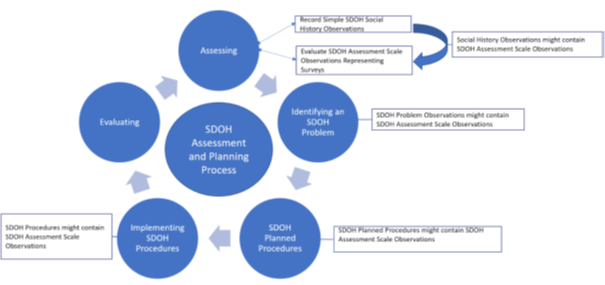 Assessing
Record Simple SDOH Social
History Observations
Evaluate SDOH Assessment Scale
Observations Representing
Surveys
Social History Observations might contain
SDOH Assessment Scale Observations
Identifying an
SDOH
Problem
SDOH Problem Observations might contain
SDOH Assessment Scale Observations
Evaluating
SDOH
Assessment
and Planning
Process
SDOH
Planned
Procedures
SDOH Planned Procedures might contain SDOH
Assessment Scale Observations
Implementing
SDOH
Procedures
SDOH Procedures might contain
SDOH Assessment Scale
Observations